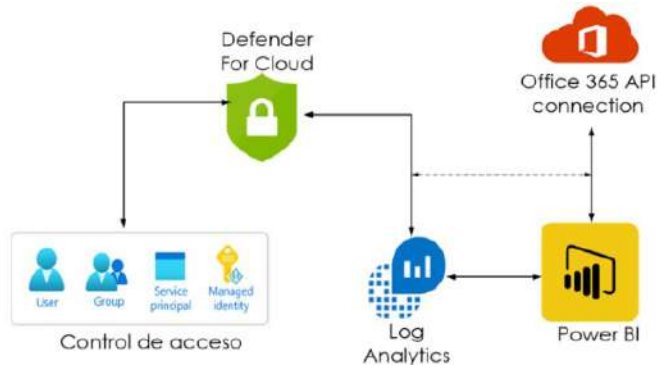 Defender
For Cloud
Office 365 API
connection
User
Group
Service
principal
Managed
identity
Control de acceso
Log
Analytics
Power BI